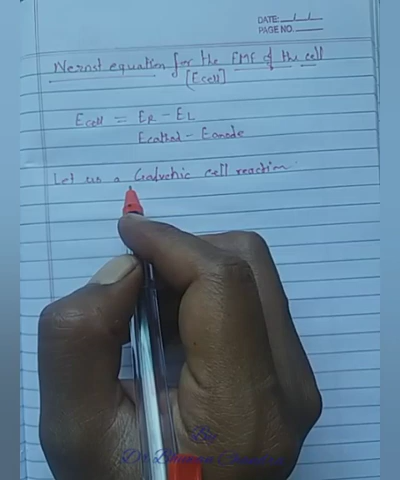 DATE: / /
PAGE NO.
Nernst equation for the EMF of the cell
[Ecell]
Ecell = ER - EL
Ecathod - Eanode
Let us a Galvenic cell reaction
By